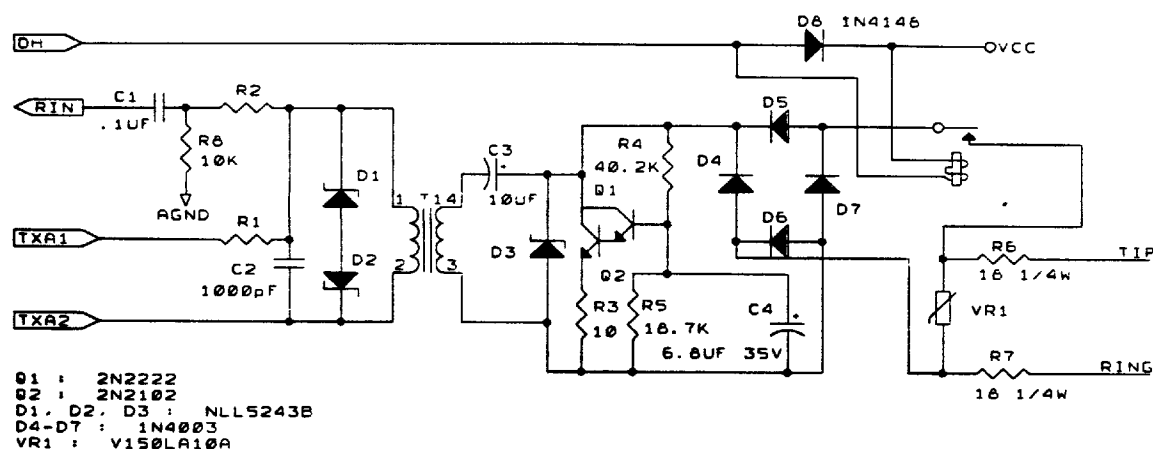 OH
D8 1N4148
VCC
RIN
C1
.1UF
R2
R8
10K
AGND
TXA1
R1
C2
1000pF
TXA2
D1
D2
1
2
T1
4
3
C3
+
10uF
D3
R4
40.2K
Q1
Q2
R3
10
R5
18.7K
C4
+
6.8UF 35V
D5
D4
D6
D7
R6
18 1/4W
TIP
VR1
R7
18 1/4W
RING
Q1 : 2N2222
Q2 : 2N2102
D1, D2, D3 : NLL5243B
D4-D7 : 1N4003
VR1 : V150LA10A